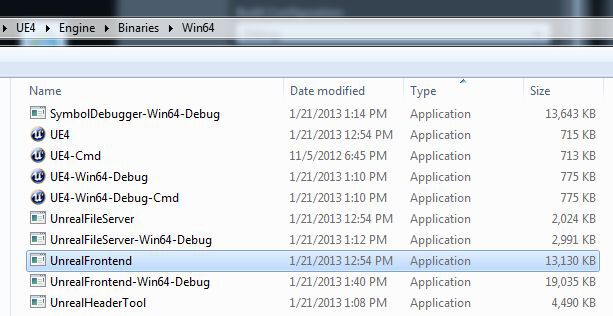 UE4 Engine Binaries Win64
Name Date modified Type Size
SymbolDebugger-Win64-Debug 1/21/2013 1:14 PM Application 13,643 KB
UE4 1/21/2013 12:54 PM Application 715 KB
UE4-Cmd 11/5/2012 6:45 PM Application 713 KB
UE4-Win64-Debug 1/21/2013 1:10 PM Application 775 KB
UE4-Win64-Debug-Cmd 1/21/2013 1:10 PM Application 775 KB
UnrealFileServer 1/21/2013 12:54 PM Application 2,024 KB
UnrealFileServer-Win64-Debug 1/21/2013 1:12 PM Application 2,991 KB
UnrealFrontend 1/21/2013 12:54 PM Application 13,130 KB
UnrealFrontend-Win64-Debug 1/21/2013 1:40 PM Application 19,035 KB
UnrealHeaderTool 1/21/2013 1:08 PM Application 4,490 KB